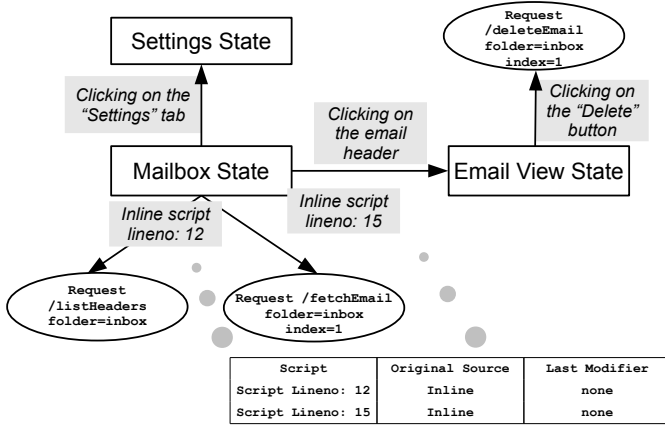 Request
/deleteEmail
folder=inbox
index=1
Settings State
Clicking on the
“Settings” tab
Clicking on
the email
header
Clicking on
the “Delete”
button
Mailbox State
Email View State
Inline script
lineno: 12
Inline script
lineno: 15
Request
/listHeaders
folder=inbox
Request /fetchEmail
folder=inbox
index=1
Script Original Source Last Modifier
Script Lineno: 12 Inline none
Script Lineno: 15 Inline none